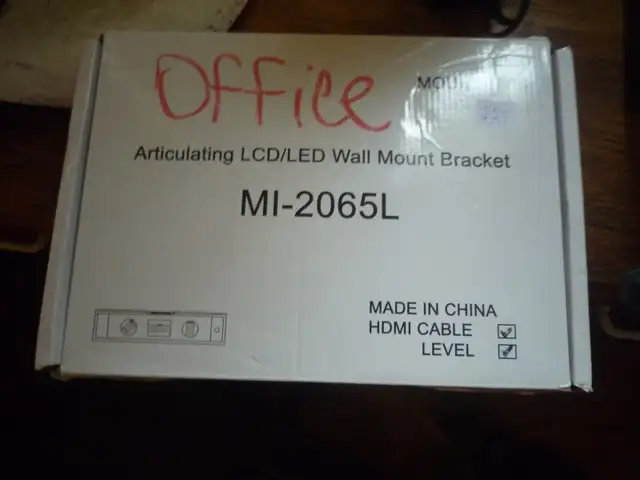 Office
Articulating LCD/LED Wall Mount Bracket
MI-2065L
MADE IN CHINA
HDMI CABLE
LEVEL